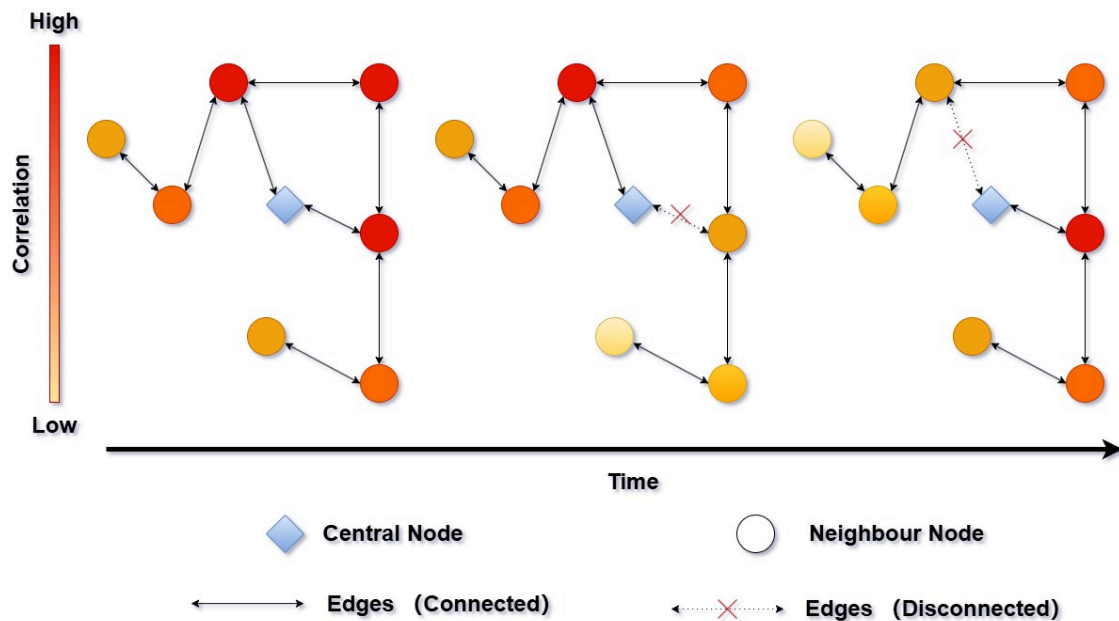 High
Correlation
Low
Time
Central Node
Neighbour Node
Edges （Connected）
Edges （Disconnected）